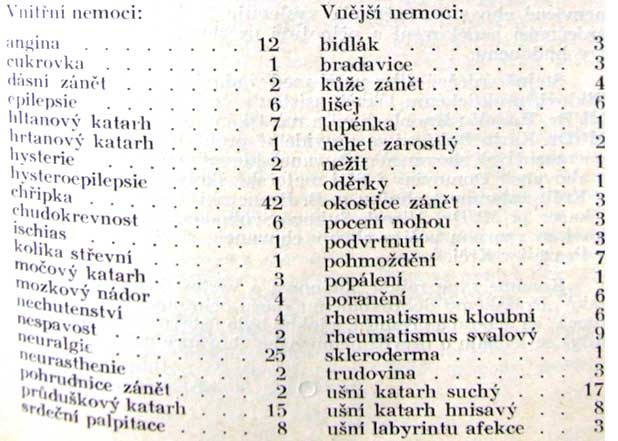 Vnitřní nemoci:
angina . . . . . . . 12
cukrovka . . . . . . 1
dásní zánět . . . . . 2
epilepsie . . . . . . 6
hltanový katarh . . . 7
hrtanový katarh . . . 1
hysterie . . . . . . 2
hysteroepilepsie . . . 1
chřipka . . . . . . 42
chudokrevnost . . . . 6
ischias . . . . . . . 1
kolika střevní . . . . 1
močový katarh . . . . 3
mozkový nádor . . . . 4
nechutenství . . . . 4
nespavost . . . . . . 2
neuralgie . . . . . 25
neurasthenie . . . . 2
pohrudnice zánět . . . 2
průduškový katarh . . 15
srdeční palpitace . . . 8
Vnější nemoci:
bidlák . . . . . . . 3
bradavice . . . . . . 3
kůže zánět . . . . . 4
lišej . . . . . . . 6
lupénka . . . . . . 1
nehet zarostlý . . . . 2
nežit . . . . . . . 1
oděrky . . . . . . . 1
okostice zánět . . . . 3
pocení nohou . . . . 3
podvrtnutí . . . . . 3
pohmoždění . . . . . 7
popálení . . . . . . 1
poranění . . . . . . 6
rheumatismus kloubní . . 6
rheumatismus svalový . . 9
skleroderma . . . . . 1
trudovina . . . . . . 3
ušní katarh suchý . . . 17
ušní katarh hnisavý . . 8
ušní labyrintu afekce . . 3